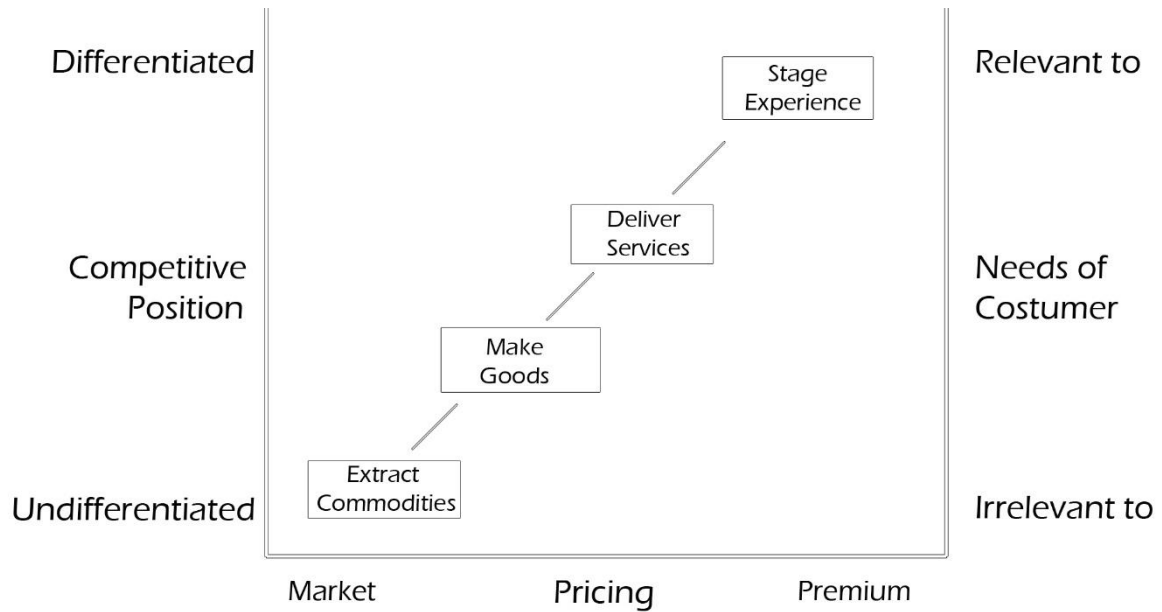 Differentiated
Stage
Experience
Relevant to
Deliver
Services
Competitive
Position
Needs of
Costumer
Make
Goods
Extract
Commodities
Undifferentiated
Irrelevant to
Market
Pricing
Premium